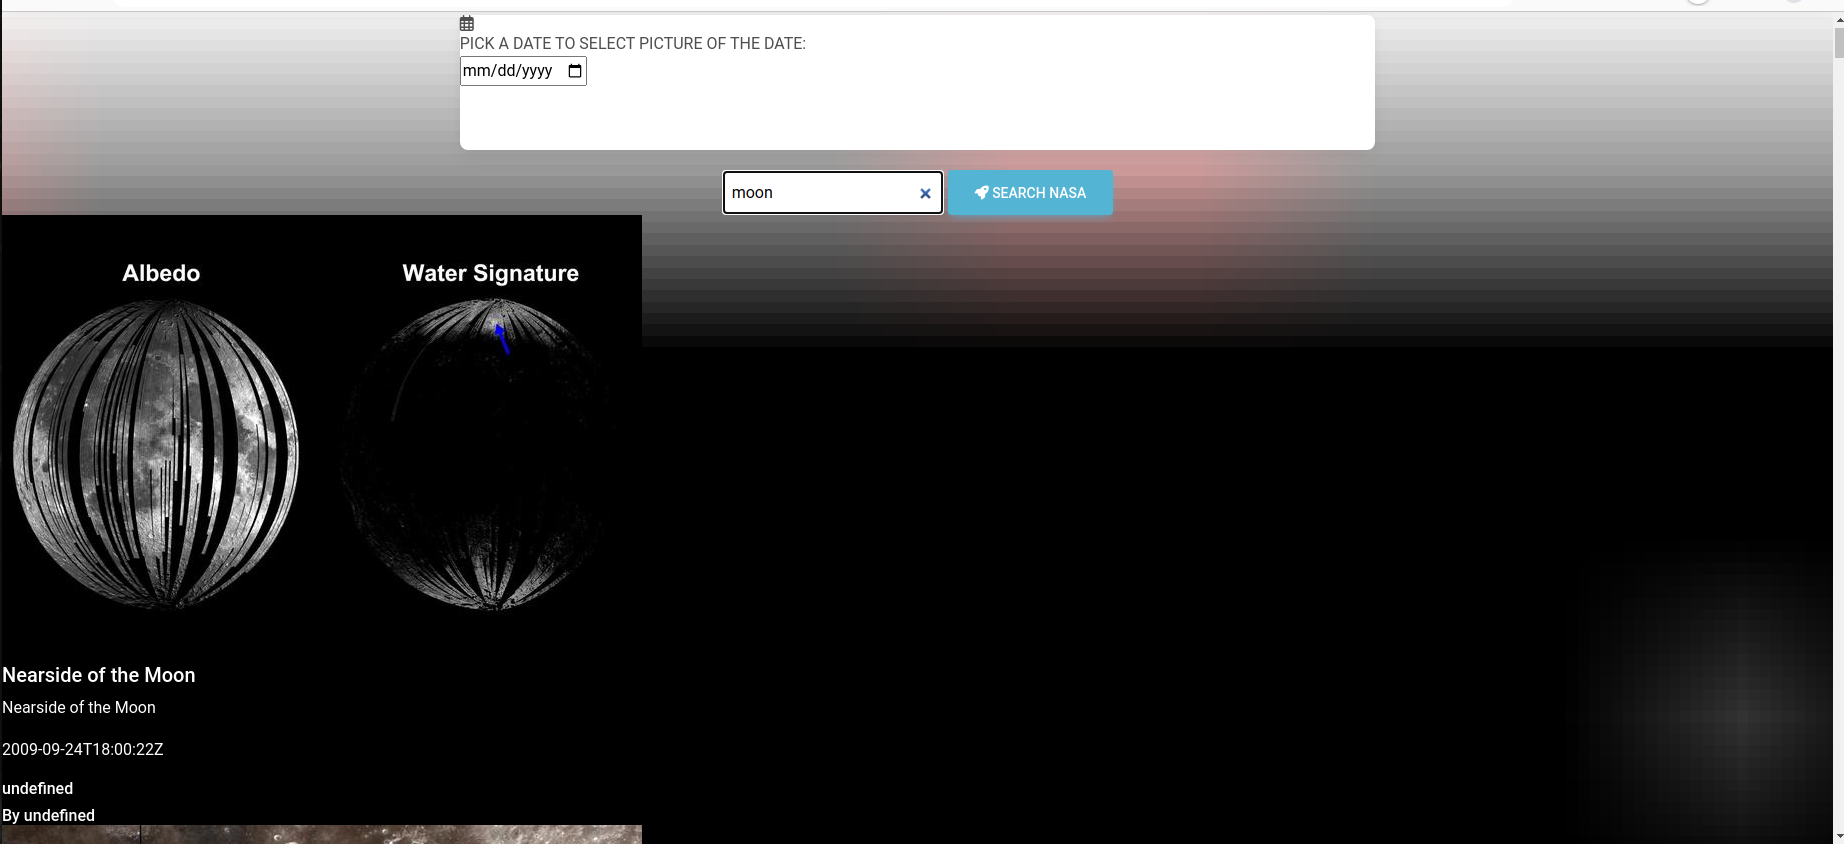 PICK A DATE TO SELECT PICTURE OF THE DATE:
mm/dd/yyyy
moon
SEARCH NASA
Albedo
Water Signature
Nearside of the Moon
Nearside of the Moon
2009-09-24T18:00:22Z
undefined
By undefined